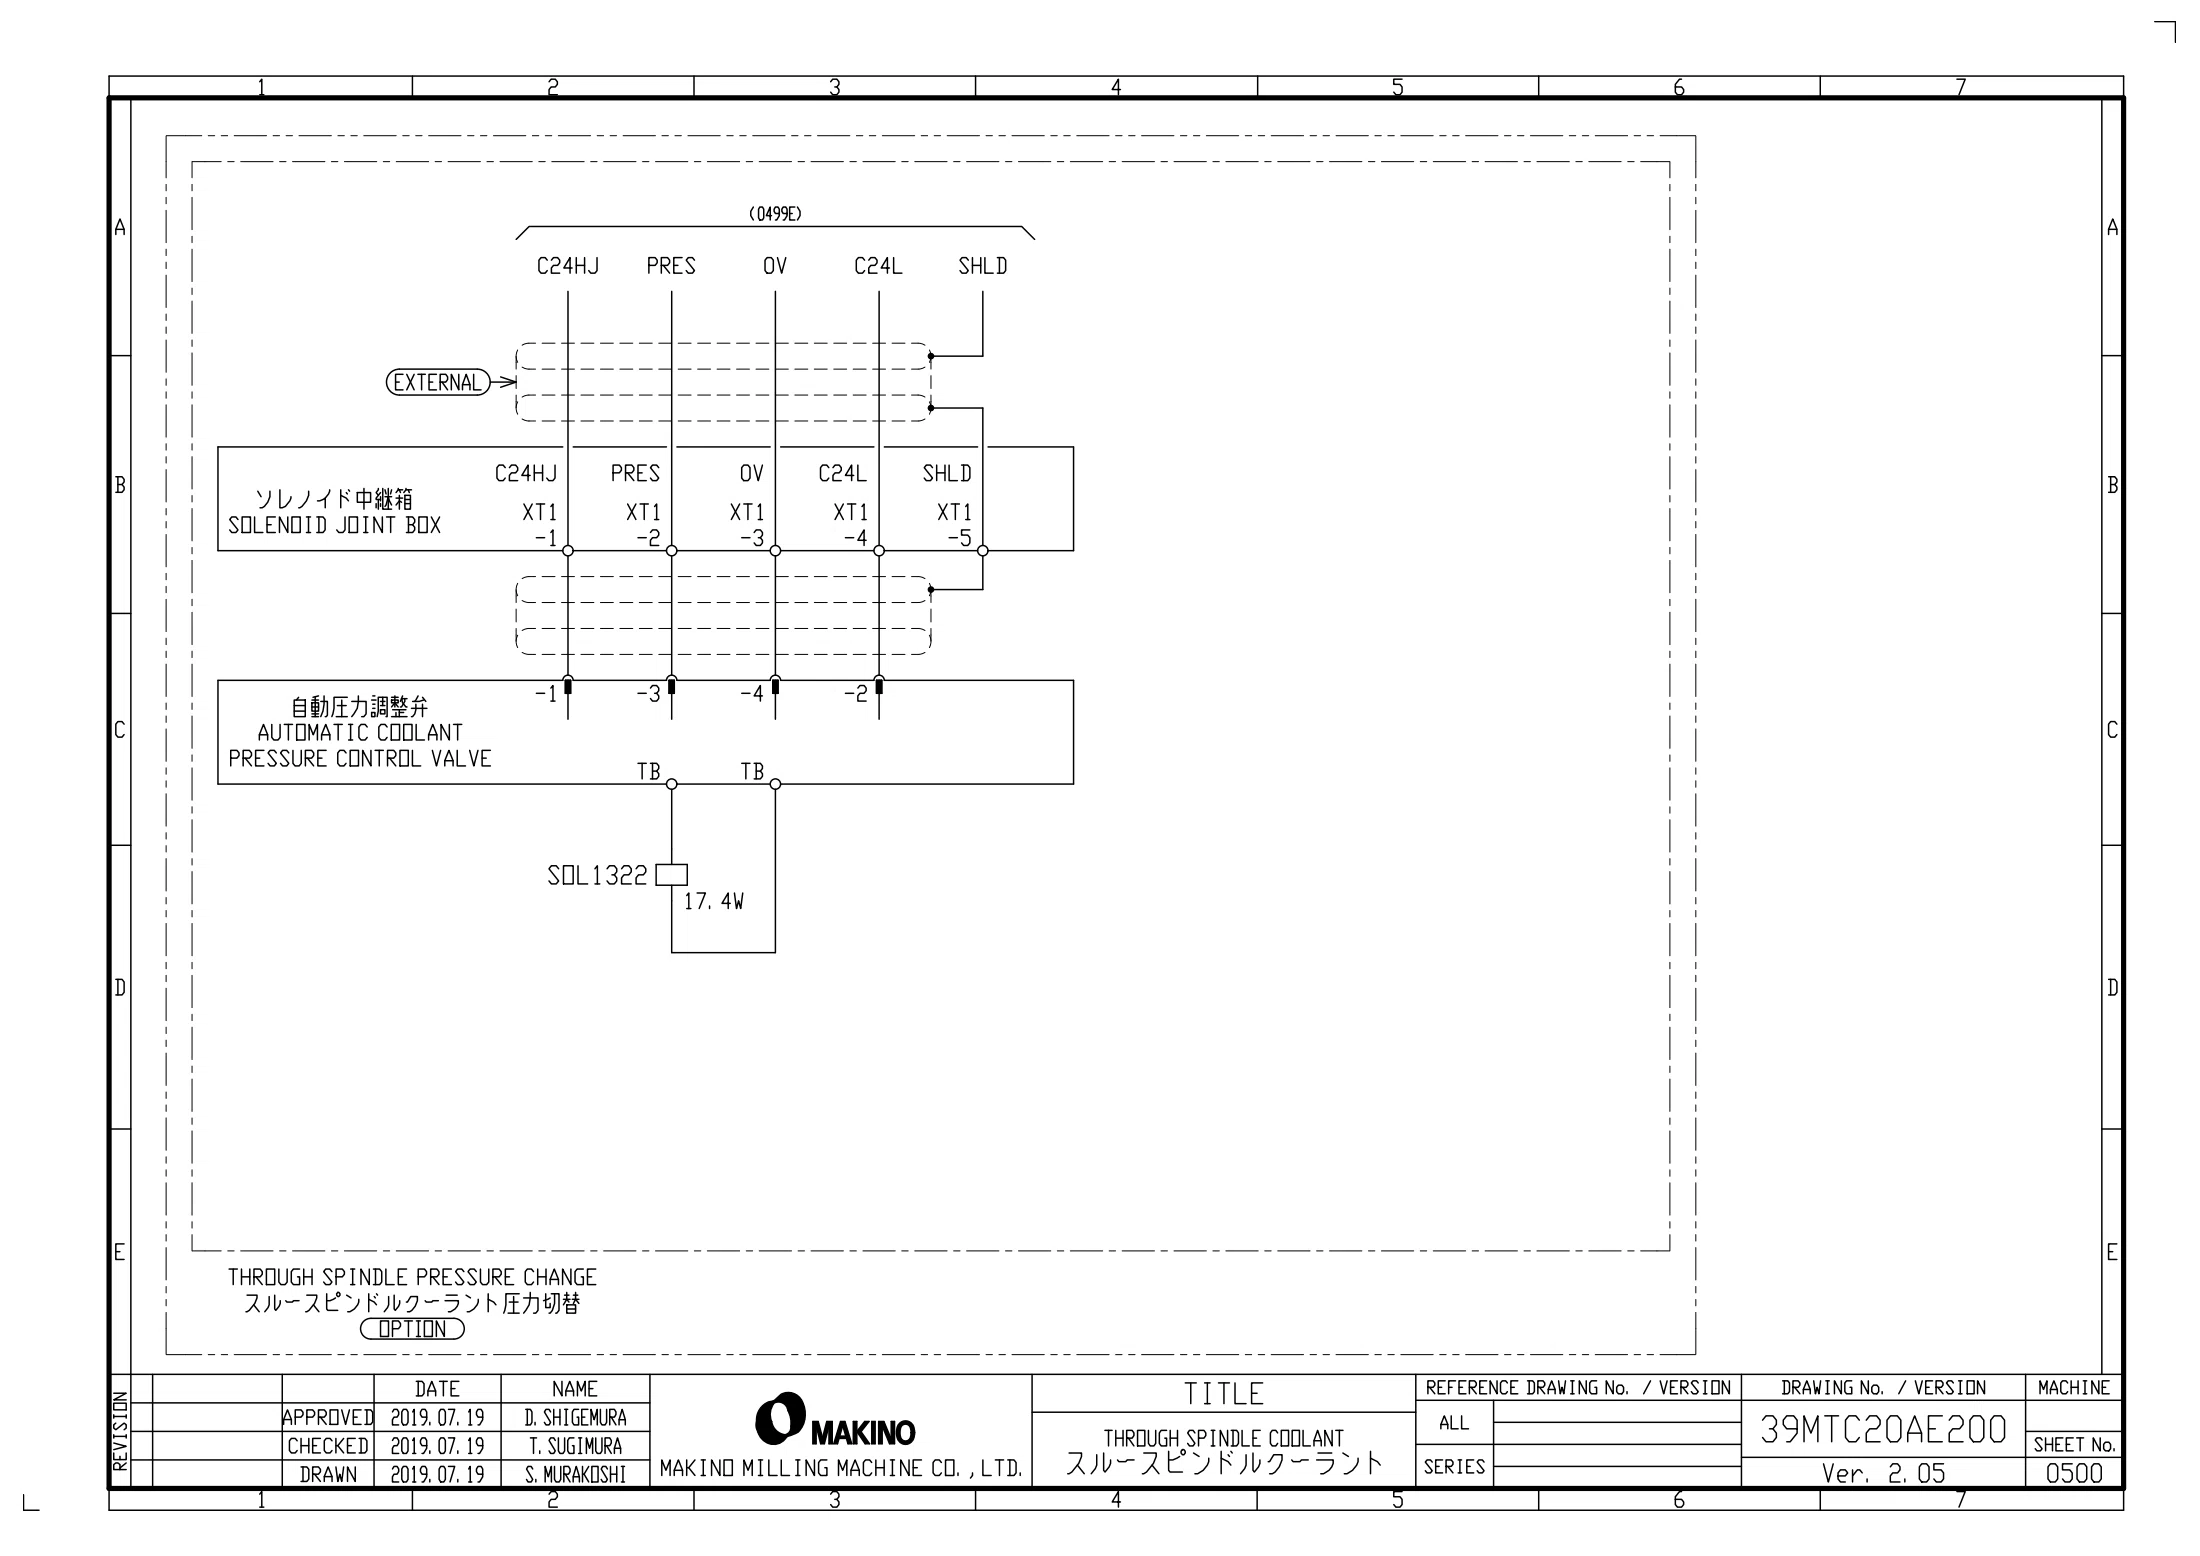 1 2 3 4 5 6 7
A A
(0499E)
C24HJ PRES 0V C24L SHLD
EXTERNAL
B B
C24HJ PRES 0V C24L SHLD
ソレノイド中継箱
SOLENOID JOINT BOX
XT1 XT1 XT1 XT1 XT1
-1 -2 -3 -4 -5
-1 -3 -4 -2
自動圧力調整弁
C C
AUTOMATIC COOLANT
PRESSURE CONTROL VALVE
TB TB
SOL1322
17.4W
D D
E E
THROUGH SPINDLE PRESSURE CHANGE
スルースピンドルクーラント圧力切替
OPTION
REVISION
DATE NAME
APPROVED 2019.07.19 D. SHIGEMURA
CHECKED 2019.07.19 T. SUGIMURA
DRAWN 2019.07.19 S. MURAKOSHI
MAKINO
MAKINO MILLING MACHINE CO.,LTD.
TITLE
THROUGH SPINDLE COOLANT
スルースピンドルクーラント
REFERENCE DRAWING No. / VERSION
ALL
SERIES
DRAWING No. / VERSION
39MTC20AE200
Ver. 2.05
MACHINE
SHEET No.
0500
1 2 3 4 5 6 7